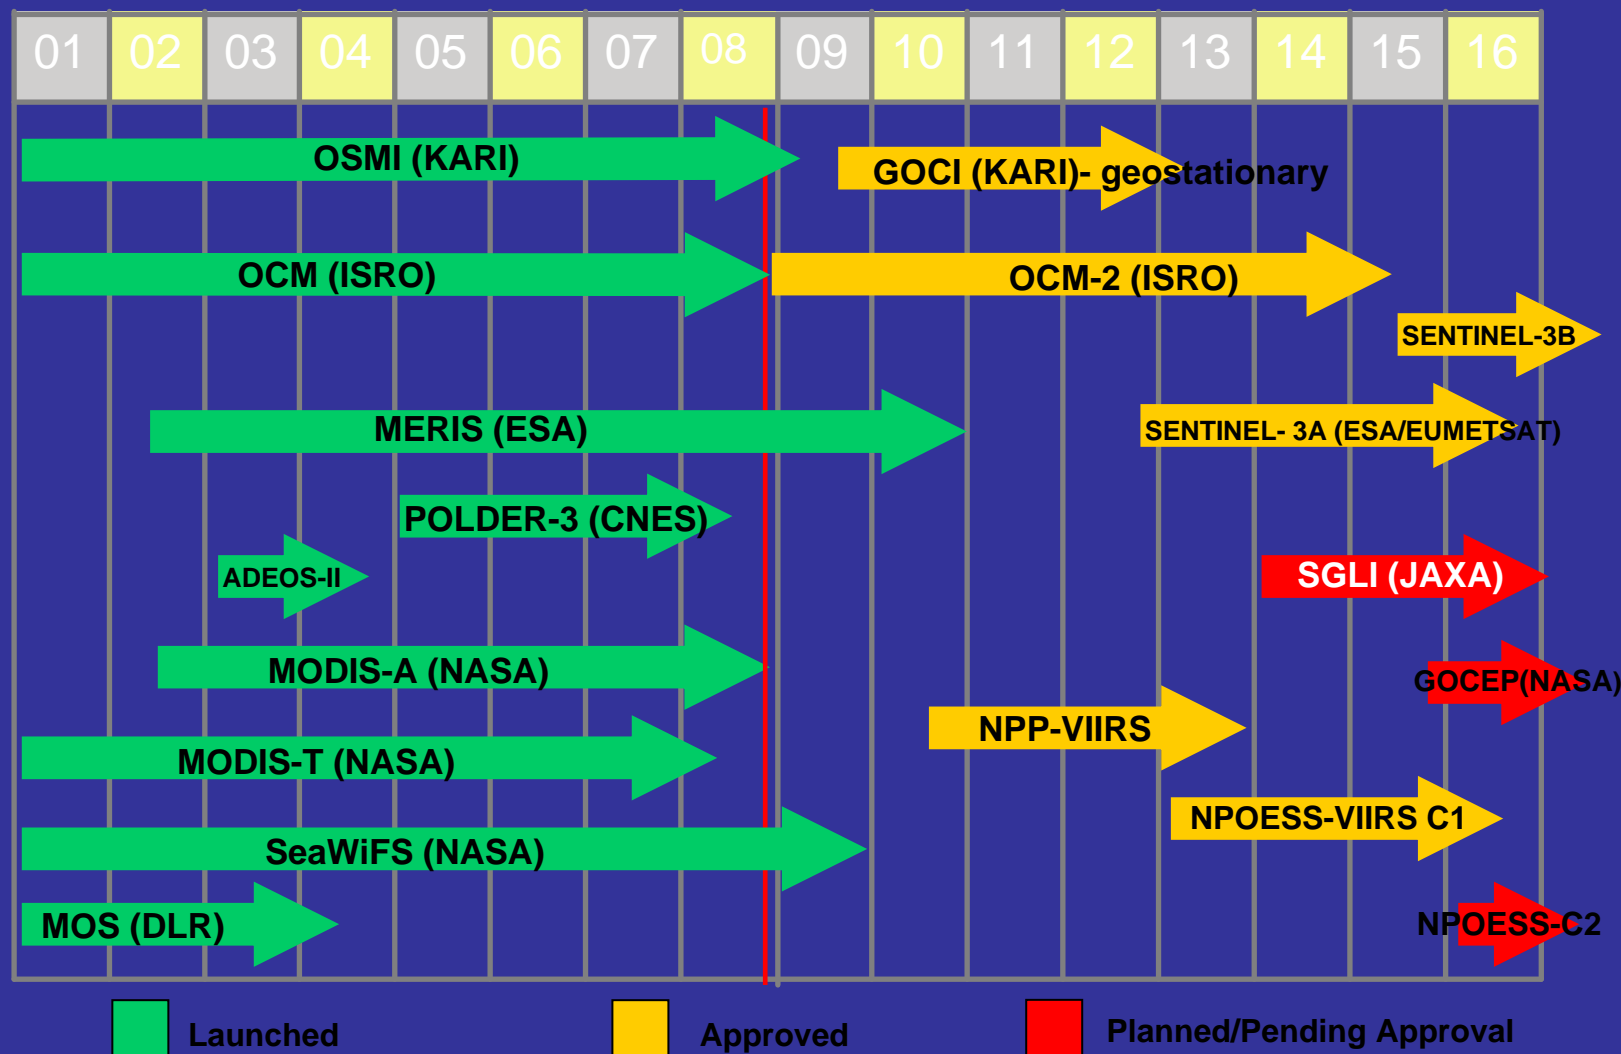 01 02 03 04 05 06 07 08 09 10 11 12 13 14 15 16
OSMI (KARI)
GOCI (KARI)- geostationary
OCM (ISRO)
OCM-2 (ISRO)
SENTINEL-3B
MERIS (ESA)
SENTINEL- 3A (ESA/EUMETSAT)
POLDER-3 (CNES)
ADEOS-II
SGLI (JAXA)
MODIS-A (NASA)
GOCEP(NASA)
NPP-VIIRS
MODIS-T (NASA)
NPOESS-VIIRS C1
SeaWiFS (NASA)
MOS (DLR)
NPOESS-C2
Launched
Approved
Planned/Pending Approval